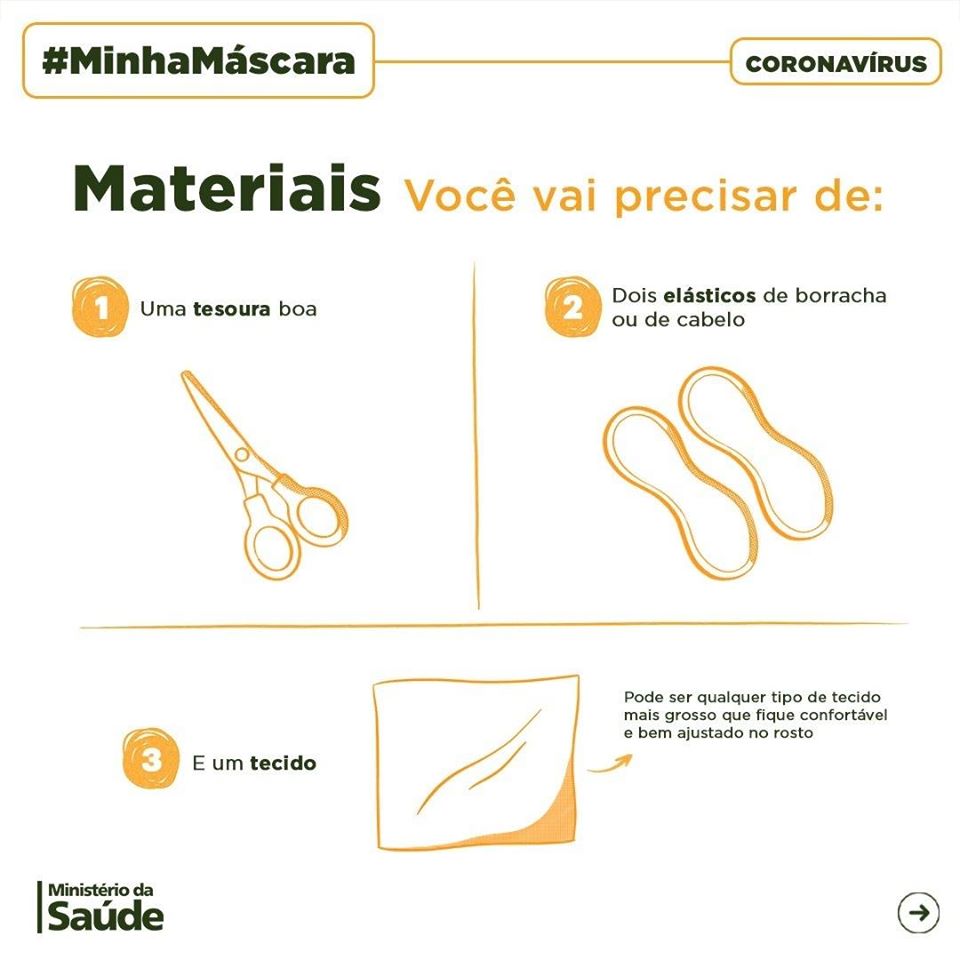 #MinhaMáscara
CORONAVÍRUS
Materiais Você vai precisar de:
1 Uma tesoura boa
2 Dois elásticos de borracha
ou de cabelo
3 E um tecido
Pode ser qualquer tipo de tecido
mais grosso que fique confortável
e bem ajustado no rosto
Ministério da
Saúde